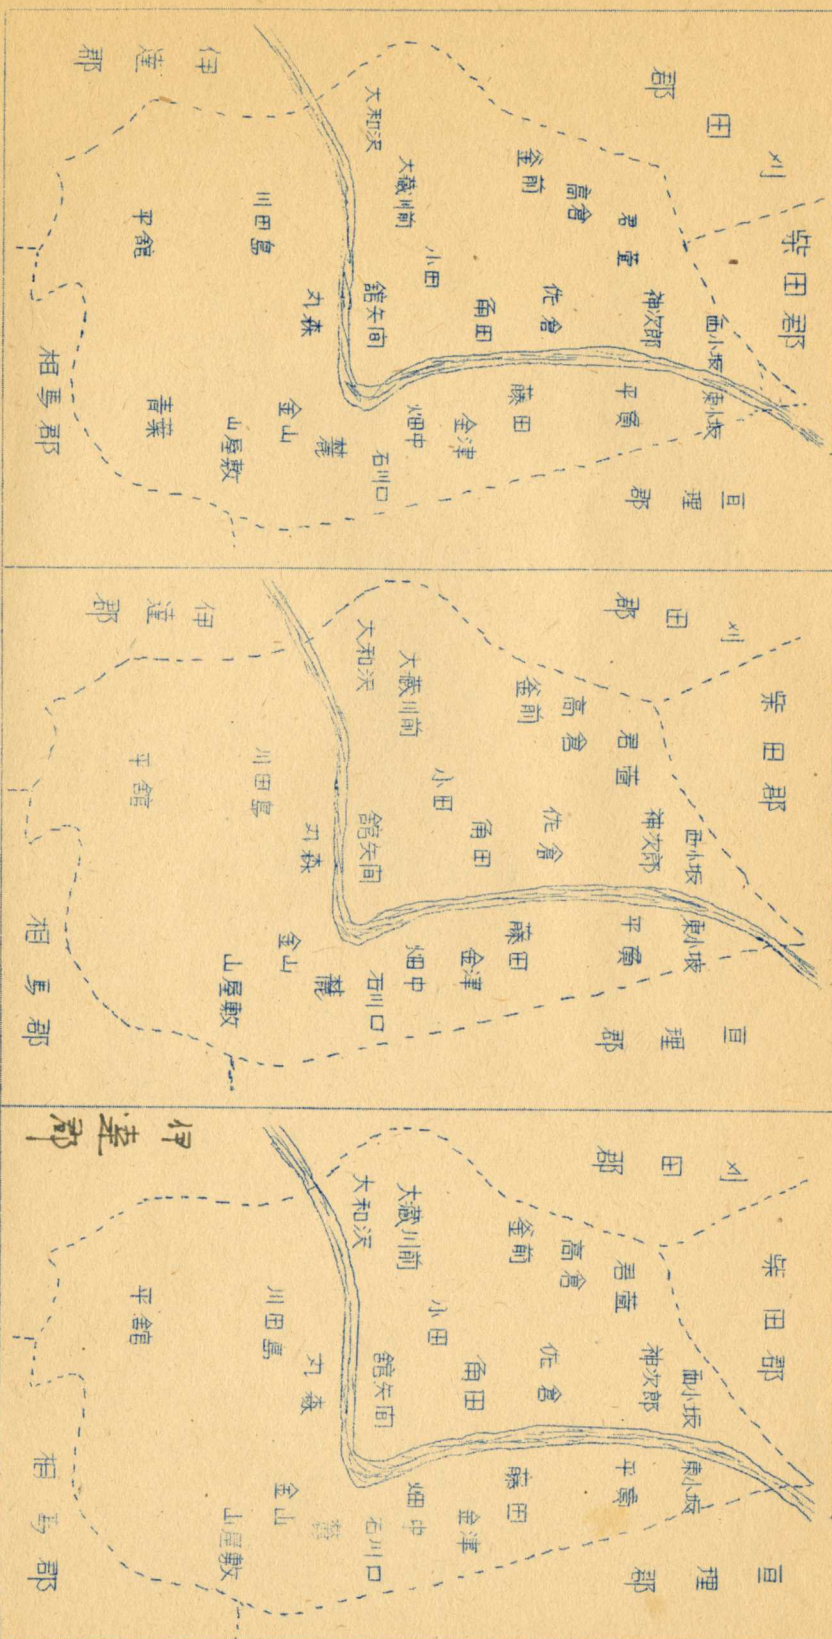 伊達郡
刈田郡
柴田郡
大和沢
大蔵川前
釜前
高倉
君萱
川田島
平舘
小田
舘矢间
丸森
角田
佐倉
神次郎
西小坂
東小坂
平貫
藤田
金津
畑中
石川口
金山
山屋敷
青葉
相馬郡
亘理郡
伊達郡
刈田郡
柴田郡
大和沢
大蔵川前
釜前
高倉
君萱
川田島
平舘
小田
舘矢间
丸森
角田
佐倉
神次郎
西小坂
東小坂
平貫
藤田
金津
畑中
石川口
金山
山屋敷
相馬郡
亘理郡
伊達郡
刈田郡
柴田郡
大和沢
大蔵川前
釜前
高倉
君萱
川田島
平舘
小田
舘矢间
丸森
角田
佐倉
神次郎
西小坂
東小坂
平貫
藤田
金津
畑中
石川口
金山
山屋敷
相馬郡
亘理郡